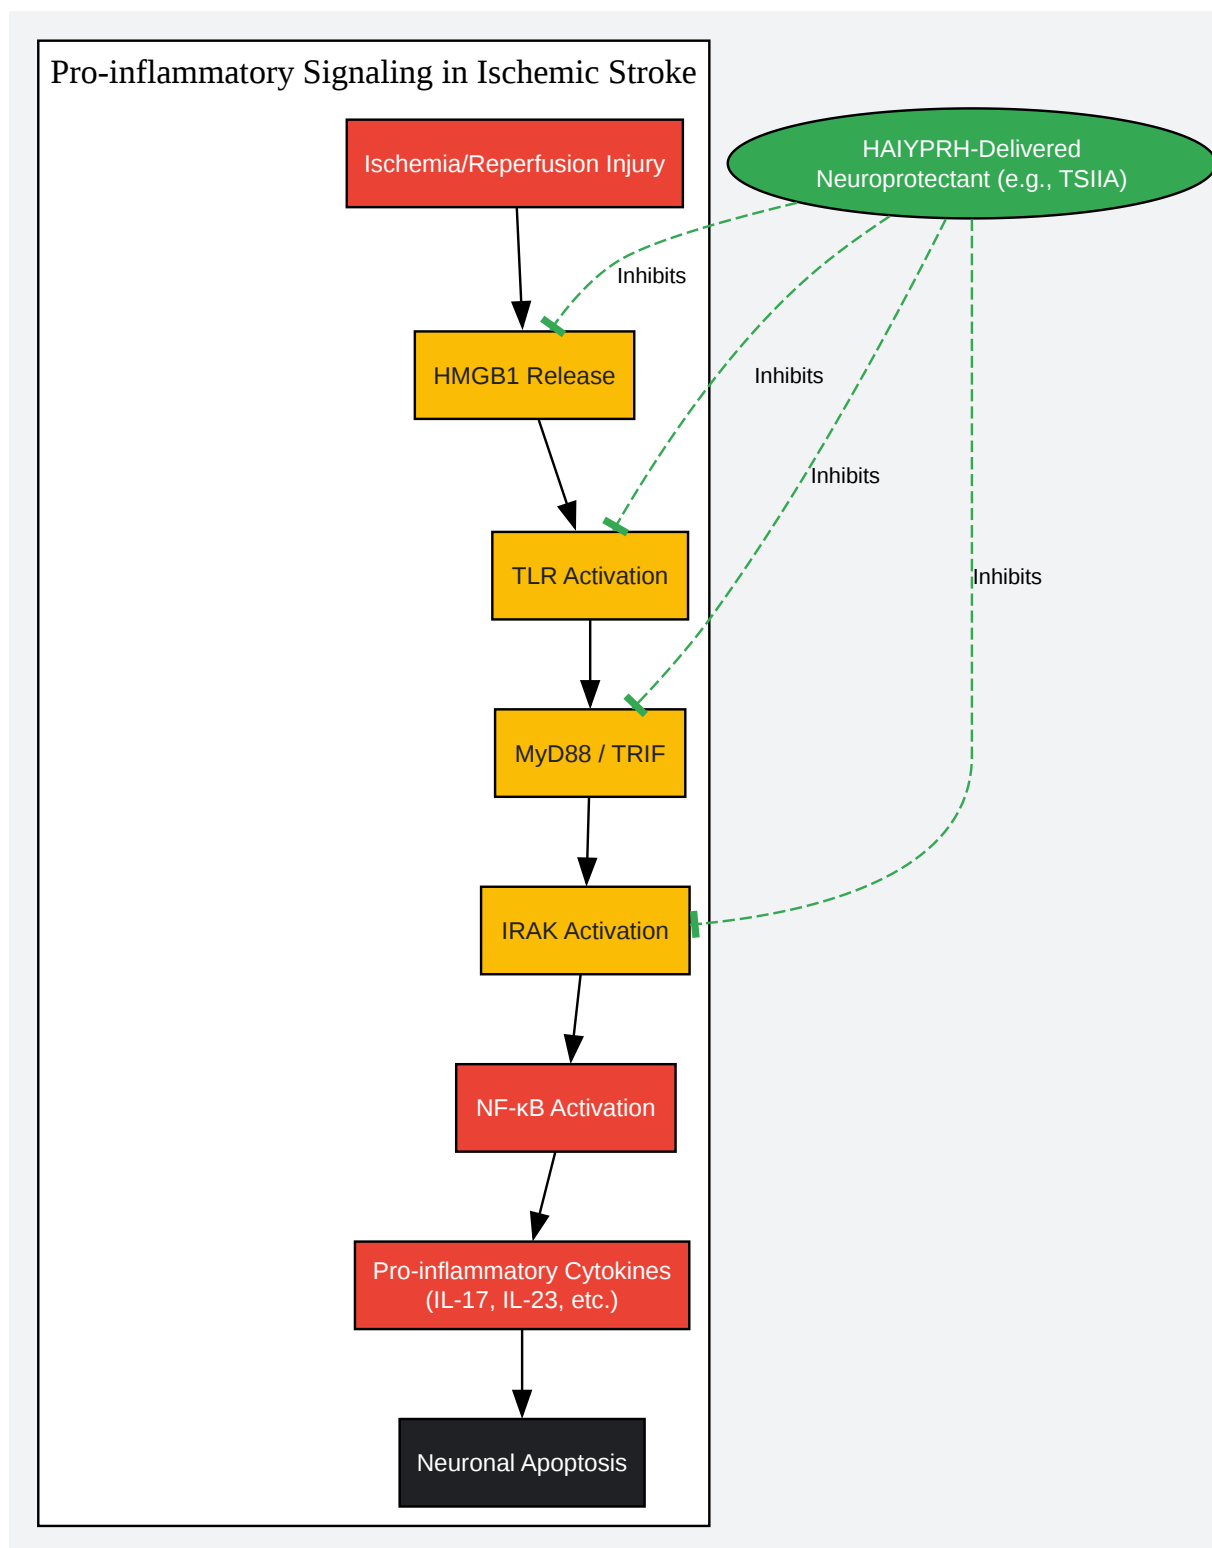 Pro-inflammatory Signaling in Ischemic Stroke
Ischemia/Reperfusion Injury
HAIYPRH-Delivered
Neuroprotectant (e.g., TSIIA)
Inhibits
HMGB1 Release
Inhibits
Inhibits
TLR Activation
Inhibits
MyD88 / TRIF
IRAK Activation
NF-κB Activation
Pro-inflammatory Cytokines
(IL-17, IL-23, etc.)
Neuronal Apoptosis